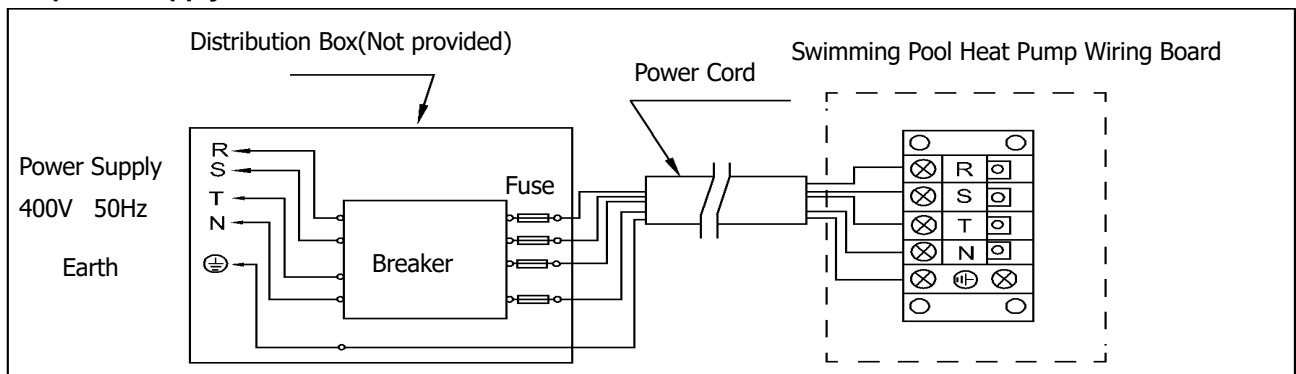 Distribution Box(Not provided)
Swimming Pool Heat Pump Wiring Board
Power Cord
Power Supply
400V 50Hz
Earth
R
S
T
N
Breaker
Fuse
R
S
T
N